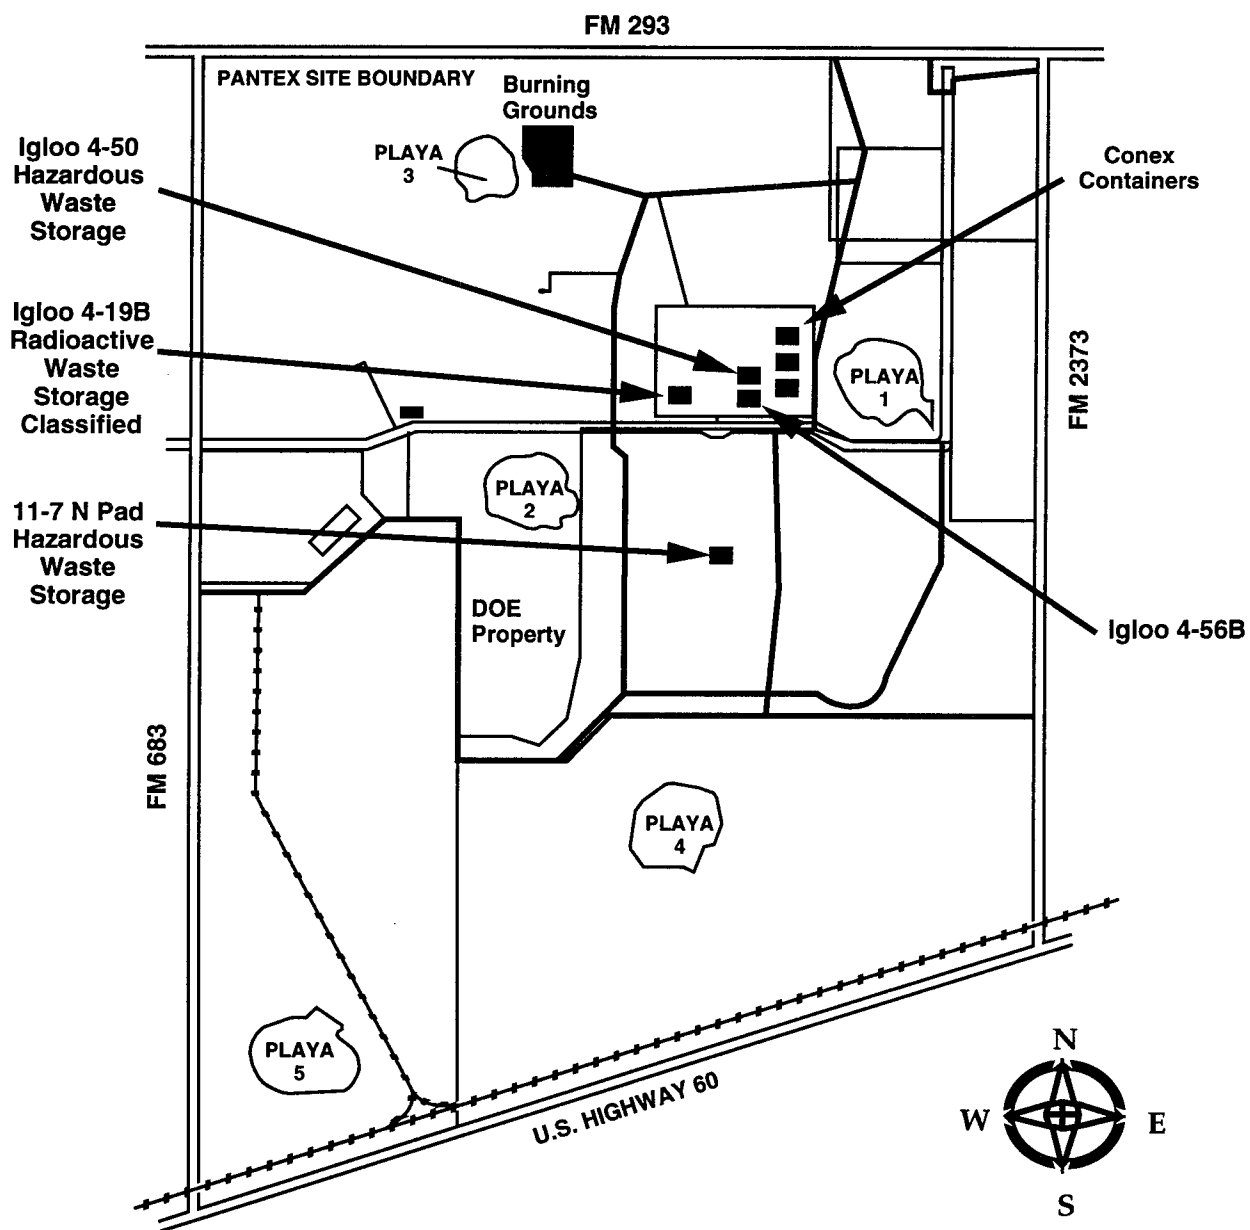 FM 293
PANTEX SITE BOUNDARY
Burning
Grounds
Igloo 4-50
Hazardous
Waste
Storage
PLAYA
3
Conex
Containers
Igloo 4-19B
Radioactive
Waste
Storage
Classified
PLAYA
1
FM 2373
11-7 N Pad
Hazardous
Waste
Storage
PLAYA
2
DOE
Property
Igloo 4-56B
FM 683
PLAYA
4
PLAYA
5
U.S. HIGHWAY 60
N
W
E
S